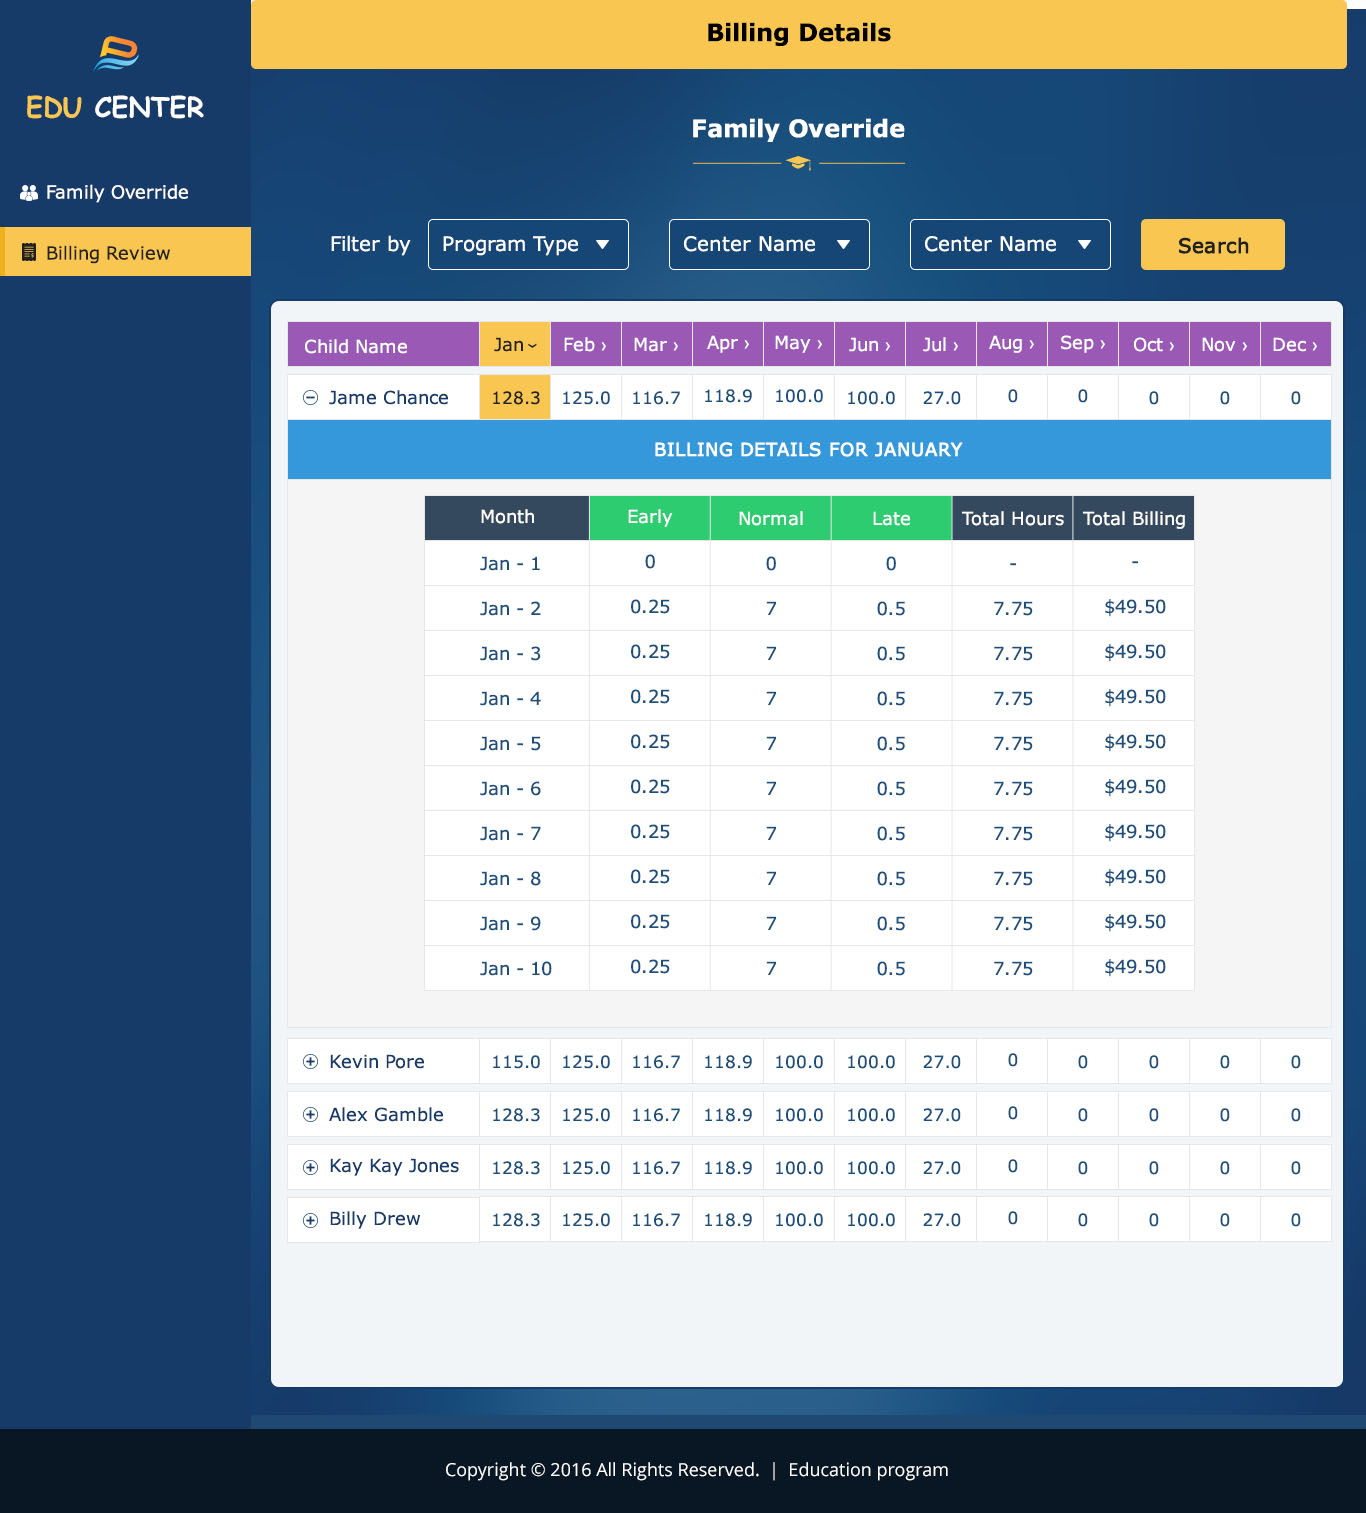 Billing Details
EDU CENTER
Family Override
Billing Review
Family Override
Filter by Program Type Center Name Center Name Search
Child Name Jan Feb › Mar › Apr › May › Jun › Jul › Aug › Sep › Oct › Nov › Dec ›
Jame Chance 128.3 125.0 116.7 118.9 100.0 100.0 27.0 0 0 0 0 0
BILLING DETAILS FOR JANUARY
Month Early Normal Late Total Hours Total Billing
Jan - 1 0 0 0 - -
Jan - 2 0.25 7 0.5 7.75 $49.50
Jan - 3 0.25 7 0.5 7.75 $49.50
Jan - 4 0.25 7 0.5 7.75 $49.50
Jan - 5 0.25 7 0.5 7.75 $49.50
Jan - 6 0.25 7 0.5 7.75 $49.50
Jan - 7 0.25 7 0.5 7.75 $49.50
Jan - 8 0.25 7 0.5 7.75 $49.50
Jan - 9 0.25 7 0.5 7.75 $49.50
Jan - 10 0.25 7 0.5 7.75 $49.50
Kevin Pore 115.0 125.0 116.7 118.9 100.0 100.0 27.0 0 0 0 0 0
Alex Gamble 128.3 125.0 116.7 118.9 100.0 100.0 27.0 0 0 0 0 0
Kay Kay Jones 128.3 125.0 116.7 118.9 100.0 100.0 27.0 0 0 0 0 0
Billy Drew 128.3 125.0 116.7 118.9 100.0 100.0 27.0 0 0 0 0 0
Copyright © 2016 All Rights Reserved. | Education program